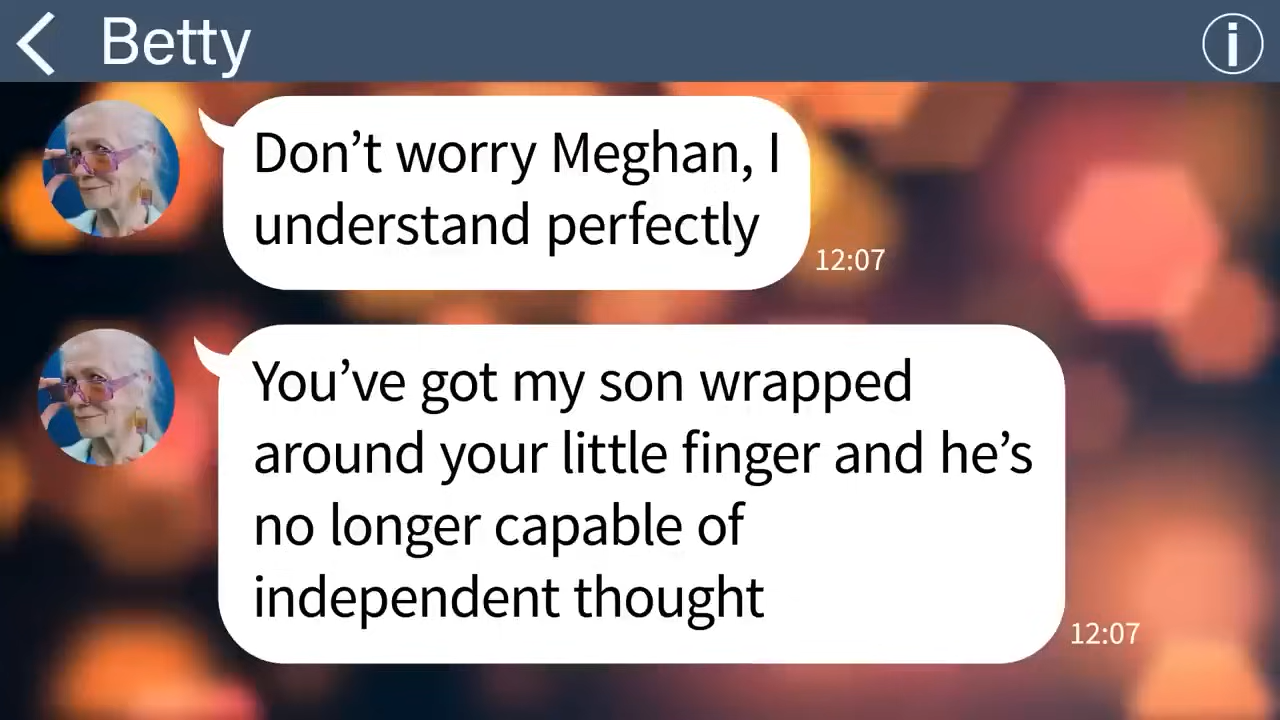 Betty
Don’t worry Meghan, I
understand perfectly
12:07
You’ve got my son wrapped
around your little finger and he’s
no longer capable of
independent thought
12:07